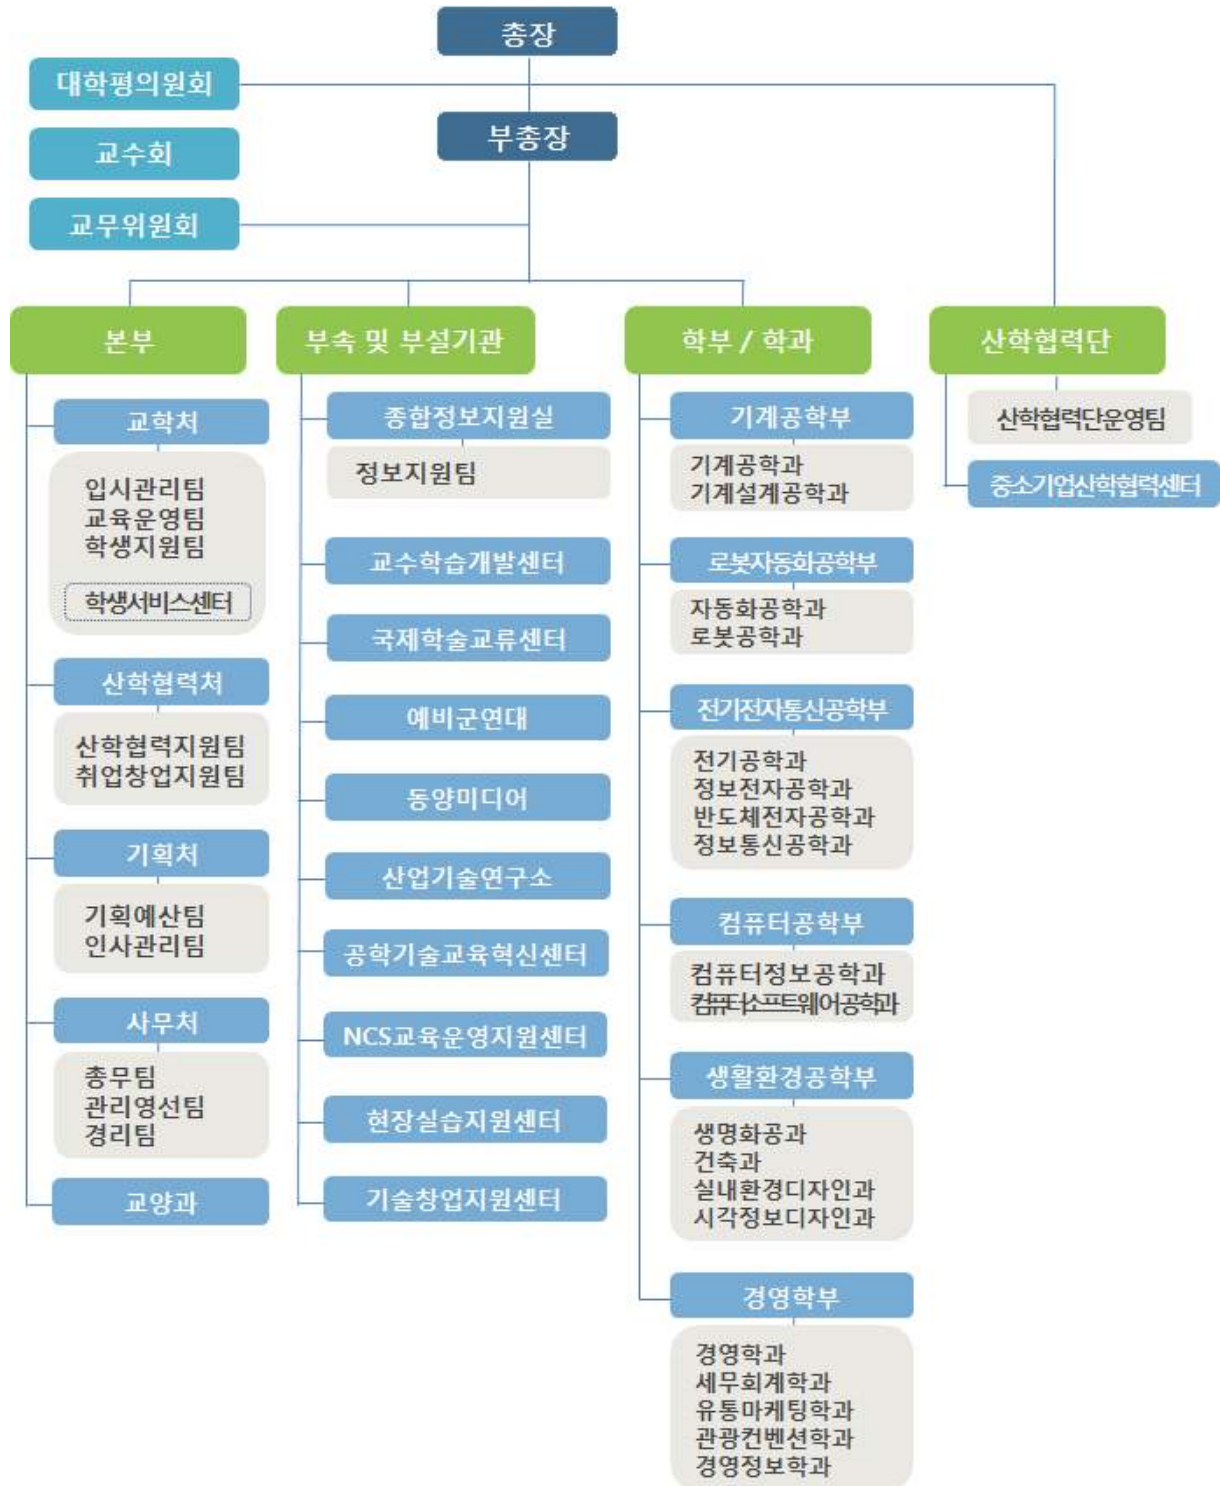 총장
대학평의원회
부총장
교수회
교무위원회
본부
교학처
입시관리팀
교육운영팀
학생지원팀
학생서비스센터
산학협력처
산학협력지원팀
취업창업지원팀
기획처
기획예산팀
인사관리팀
사무처
총무팀
관리영선팀
경리팀
교양과
부속 및 부설기관
종합정보지원실
정보지원팀
교수학습개발센터
국제학술교류센터
예비군연대
동양미디어
산업기술연구소
공학기술교육혁신센터
NCS교육운영지원센터
현장실습지원센터
기술창업지원센터
학부 / 학과
기계공학부
기계공학과
기계설계공학과
로봇자동화공학부
자동화공학과
로봇공학과
전기전자통신공학부
전기공학과
정보전자공학과
반도체전자공학과
정보통신공학과
컴퓨터공학부
컴퓨터정보공학과
컴퓨터소프트웨어공학과
생활환경공학부
생명화공과
건축과
실내환경디자인과
시각정보디자인과
경영학부
경영학과
세무회계학과
유통마케팅학과
관광컨벤션학과
경영정보학과
산학협력단
산학협력단운영팀
중소기업산학협력센터